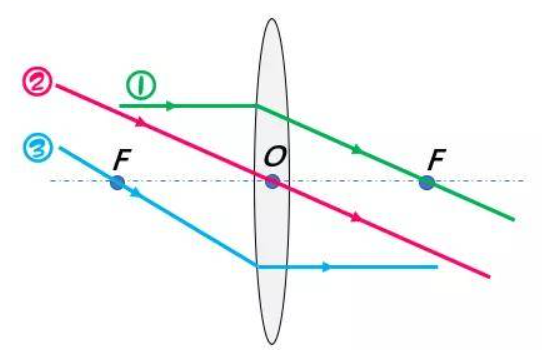 ②
①
③
F
O
F